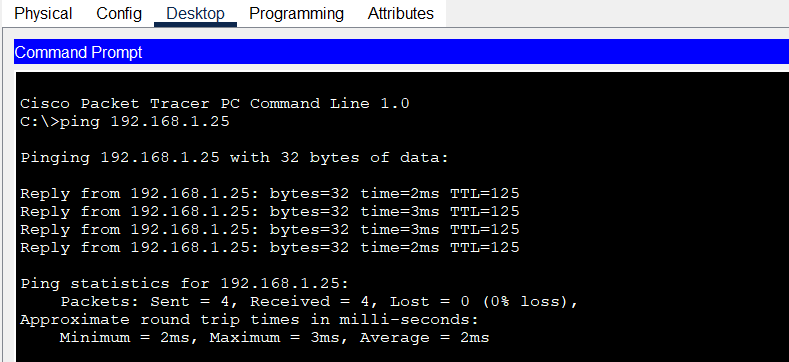 Physical Config Desktop Programming Attributes
Command Prompt
Cisco Packet Tracer PC Command Line 1.0
C:\>ping 192.168.1.25
Pinging 192.168.1.25 with 32 bytes of data:
Reply from 192.168.1.25: bytes=32 time=2ms TTL=125
Reply from 192.168.1.25: bytes=32 time=3ms TTL=125
Reply from 192.168.1.25: bytes=32 time=3ms TTL=125
Reply from 192.168.1.25: bytes=32 time=2ms TTL=125
Ping statistics for 192.168.1.25:
Packets: Sent = 4, Received = 4, Lost = 0 (0% loss),
Approximate round trip times in milli-seconds:
Minimum = 2ms, Maximum = 3ms, Average = 2ms